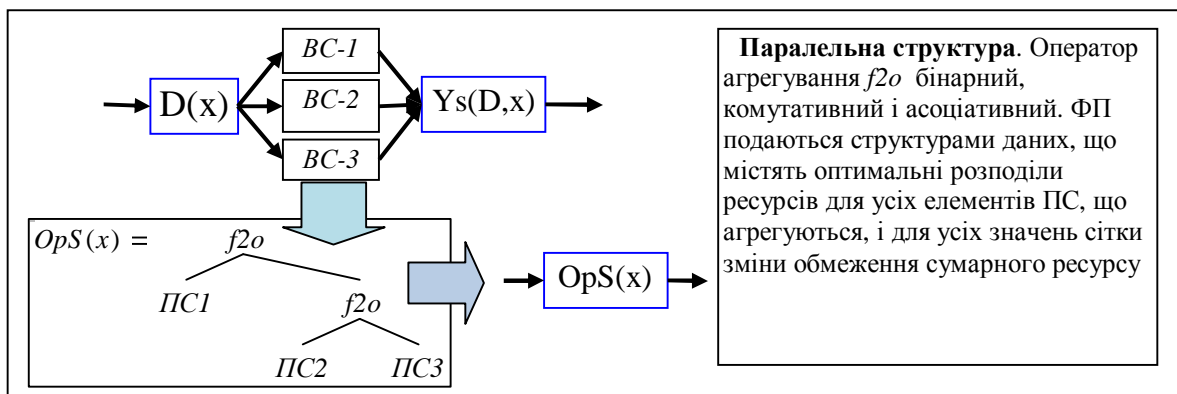 ВС-1
D(x)
ВС-2
Ys(D,x)
ВС-3
OpS(x) =
f2o
ПС1
f2o
ПС2
ПС3
OpS(x)
Паралельна структура. Оператор
агрегування f2o бінарний,
комутативний і асоціативний. ФП
подаються структурами даних, що
містять оптимальні розподіли
ресурсів для усіх елементів ПС, що
агрегуються, і для усіх значень сітки
зміни обмеження сумарного ресурсу